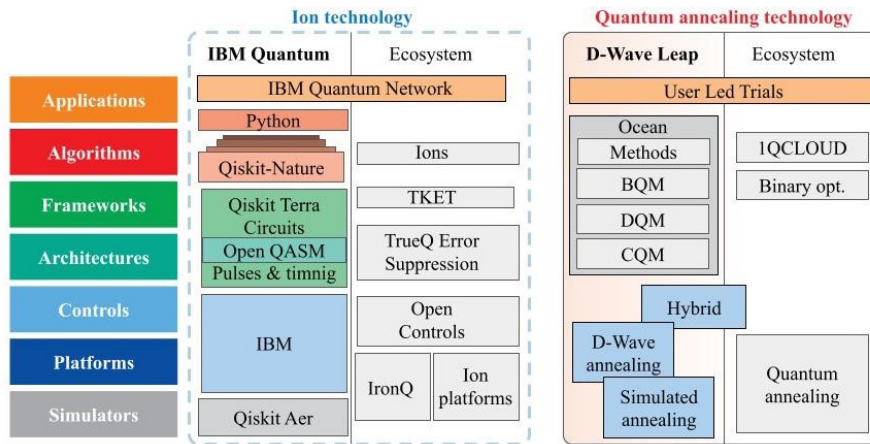 Ion technology
Quantum annealing technology
IBM Quantum
Ecosystem
D-Wave Leap
Ecosystem
Applications
IBM Quantum Network
User Led Trials
Python
Algorithms
Qiskit-Nature
Ions
Ocean
Methods
1QCLOUD
Frameworks
Qiskit Terra
Circuits
TKET
BQM
Binary opt.
Architectures
Open QASM
Pulses & timnig
TrueQ Error
Suppression
DQM
CQM
Controls
IBM
Open
Controls
Hybrid
Platforms
IronQ
Ion
platforms
D-Wave
annealing
Quantum
annealing
Simulators
Qiskit Aer
Simulated
annealing